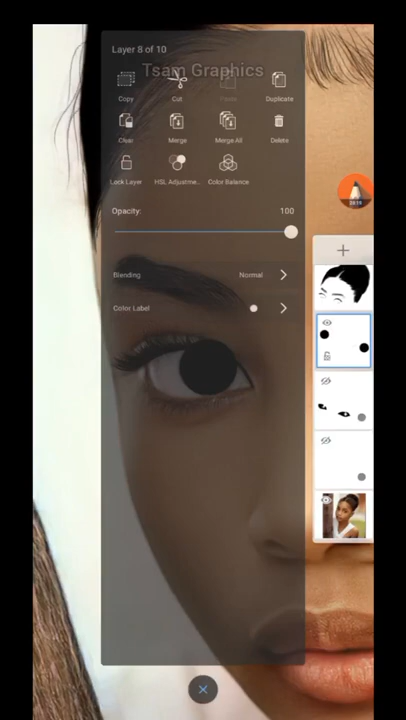 Layer 8 of 10
Tsam Graphics
Copy
Cut
Paste
Duplicate
Clear
Merge
Merge All
Delete
Lock Layer
HSL Adjustme...
Color Balance
Opacity:
100
Blending
Normal
Color Label